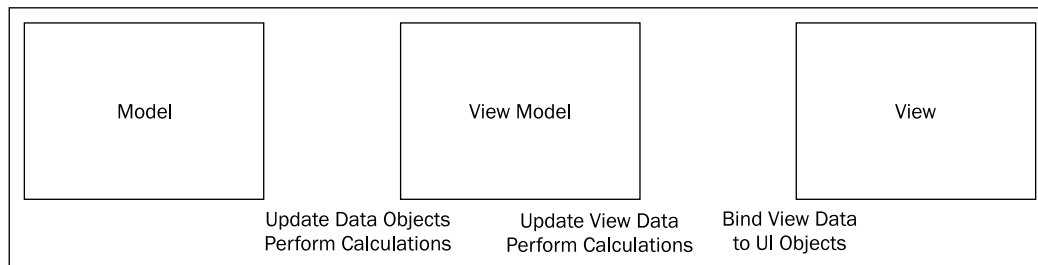 Model
View Model
View
Update Data Objects
Perform Calculations
Update View Data
Perform Calculations
Bind View Data
to UI Objects